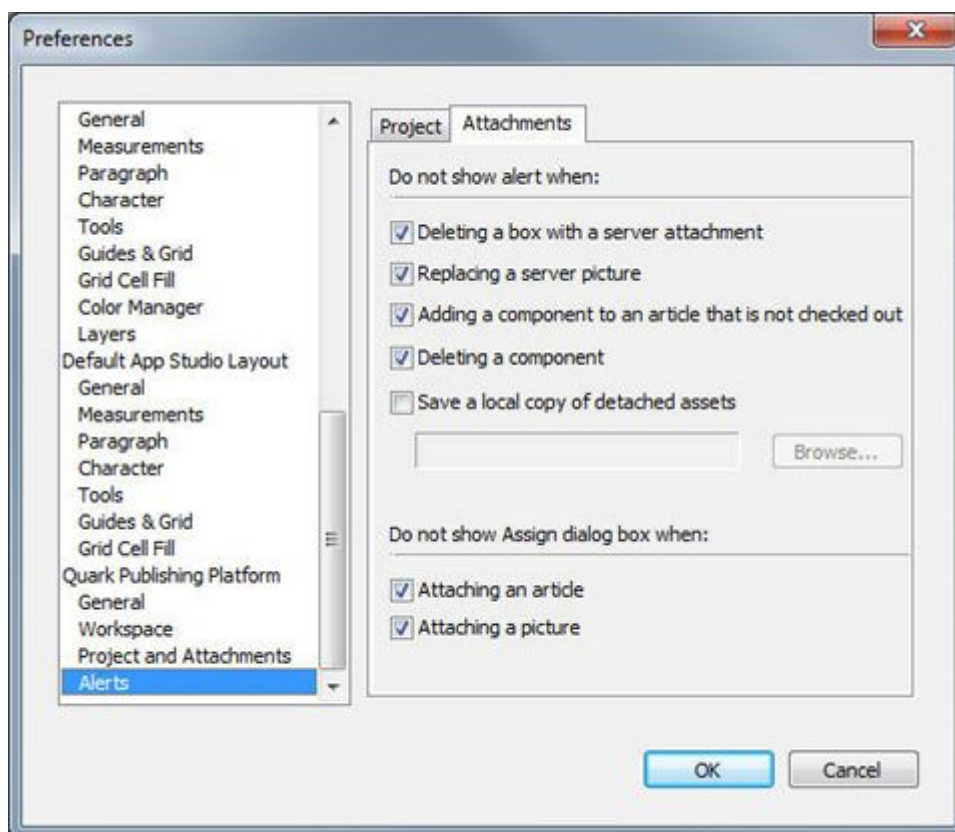 Preferences
General
Measurements
Paragraph
Character
Tools
Guides & Grid
Grid Cell Fill
Color Manager
Layers
Default App Studio Layout
General
Measurements
Paragraph
Character
Tools
Guides & Grid
Grid Cell Fill
Quark Publishing Platform
General
Workspace
Project and Attachments
Alerts
Project
Attachments
Do not show alert when:
Deleting a box with a server attachment
Replacing a server picture
Adding a component to an article that is not checked out
Deleting a component
Save a local copy of detached assets
Browse...
Do not show Assign dialog box when:
Attaching an article
Attaching a picture
OK
Cancel